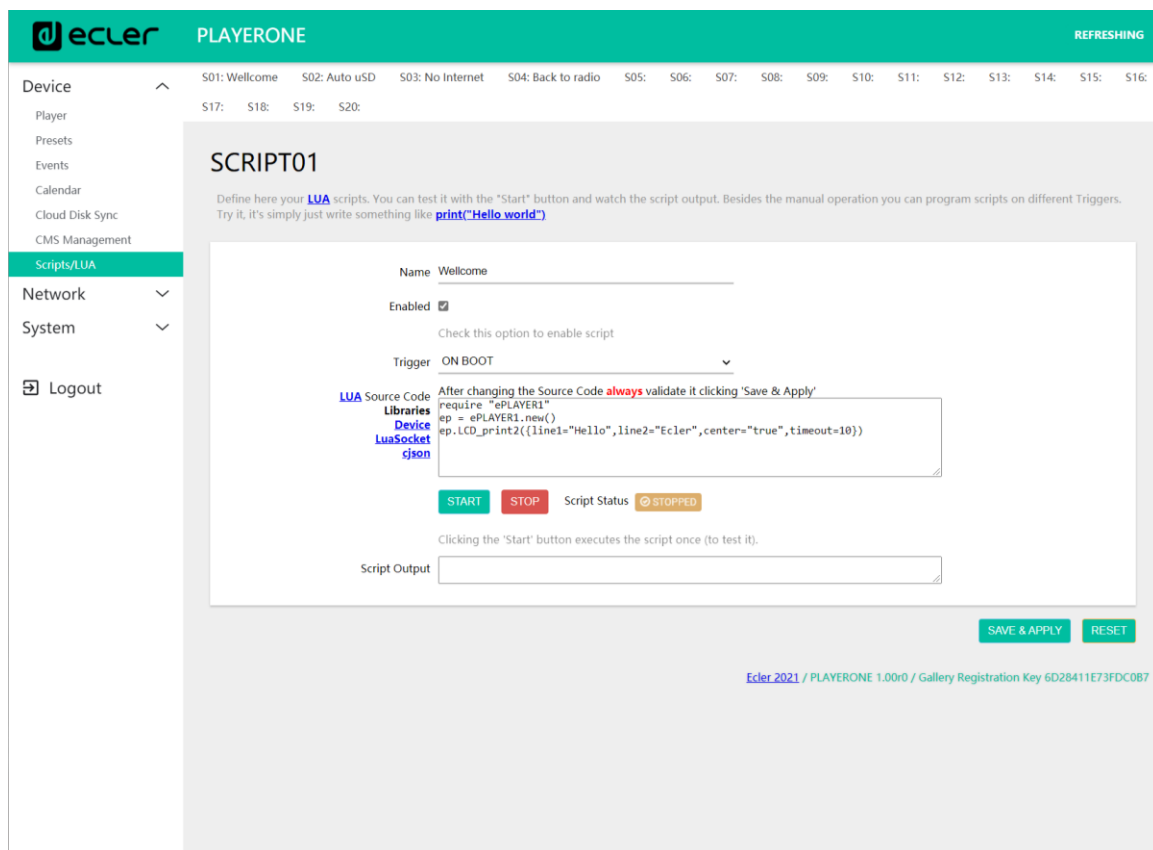 ecler
PLAYERONE
REFRESHING
Device
Player
Presets
Events
Calendar
Cloud Disk Sync
CMS Management
Scripts/LUA
Network
System
Logout
S01: Wellcome S02: Auto uSD S03: No Internet S04: Back to radio S05: S06: S07: S08: S09: S10: S11: S12: S13: S14: S15: S16:
S17: S18: S19: S20:
SCRIPT01
Define here your LUA scripts. You can test it with the "Start" button and watch the script output. Besides the manual operation you can program scripts on different Triggers.
Try it, it's simply just write something like print("Hello world")
Name Wellcome
Enabled
Check this option to enable script
Trigger ON BOOT
LUA Source Code
Libraries
Device
LuaSocket
cjson
After changing the Source Code always validate it clicking 'Save & Apply'
require "ePLAYER1"
ep = ePLAYER1.new()
ep.LCD_print2({line1="Hello",line2="Ecler",center="true",timeout=10})
START STOP Script Status STOPPED
Clicking the 'Start' button executes the script once (to test it).
Script Output
SAVE & APPLY RESET
Ecler 2021 / PLAYERONE 1.00r0 / Gallery Registration Key 6D28411E73FDC0B7